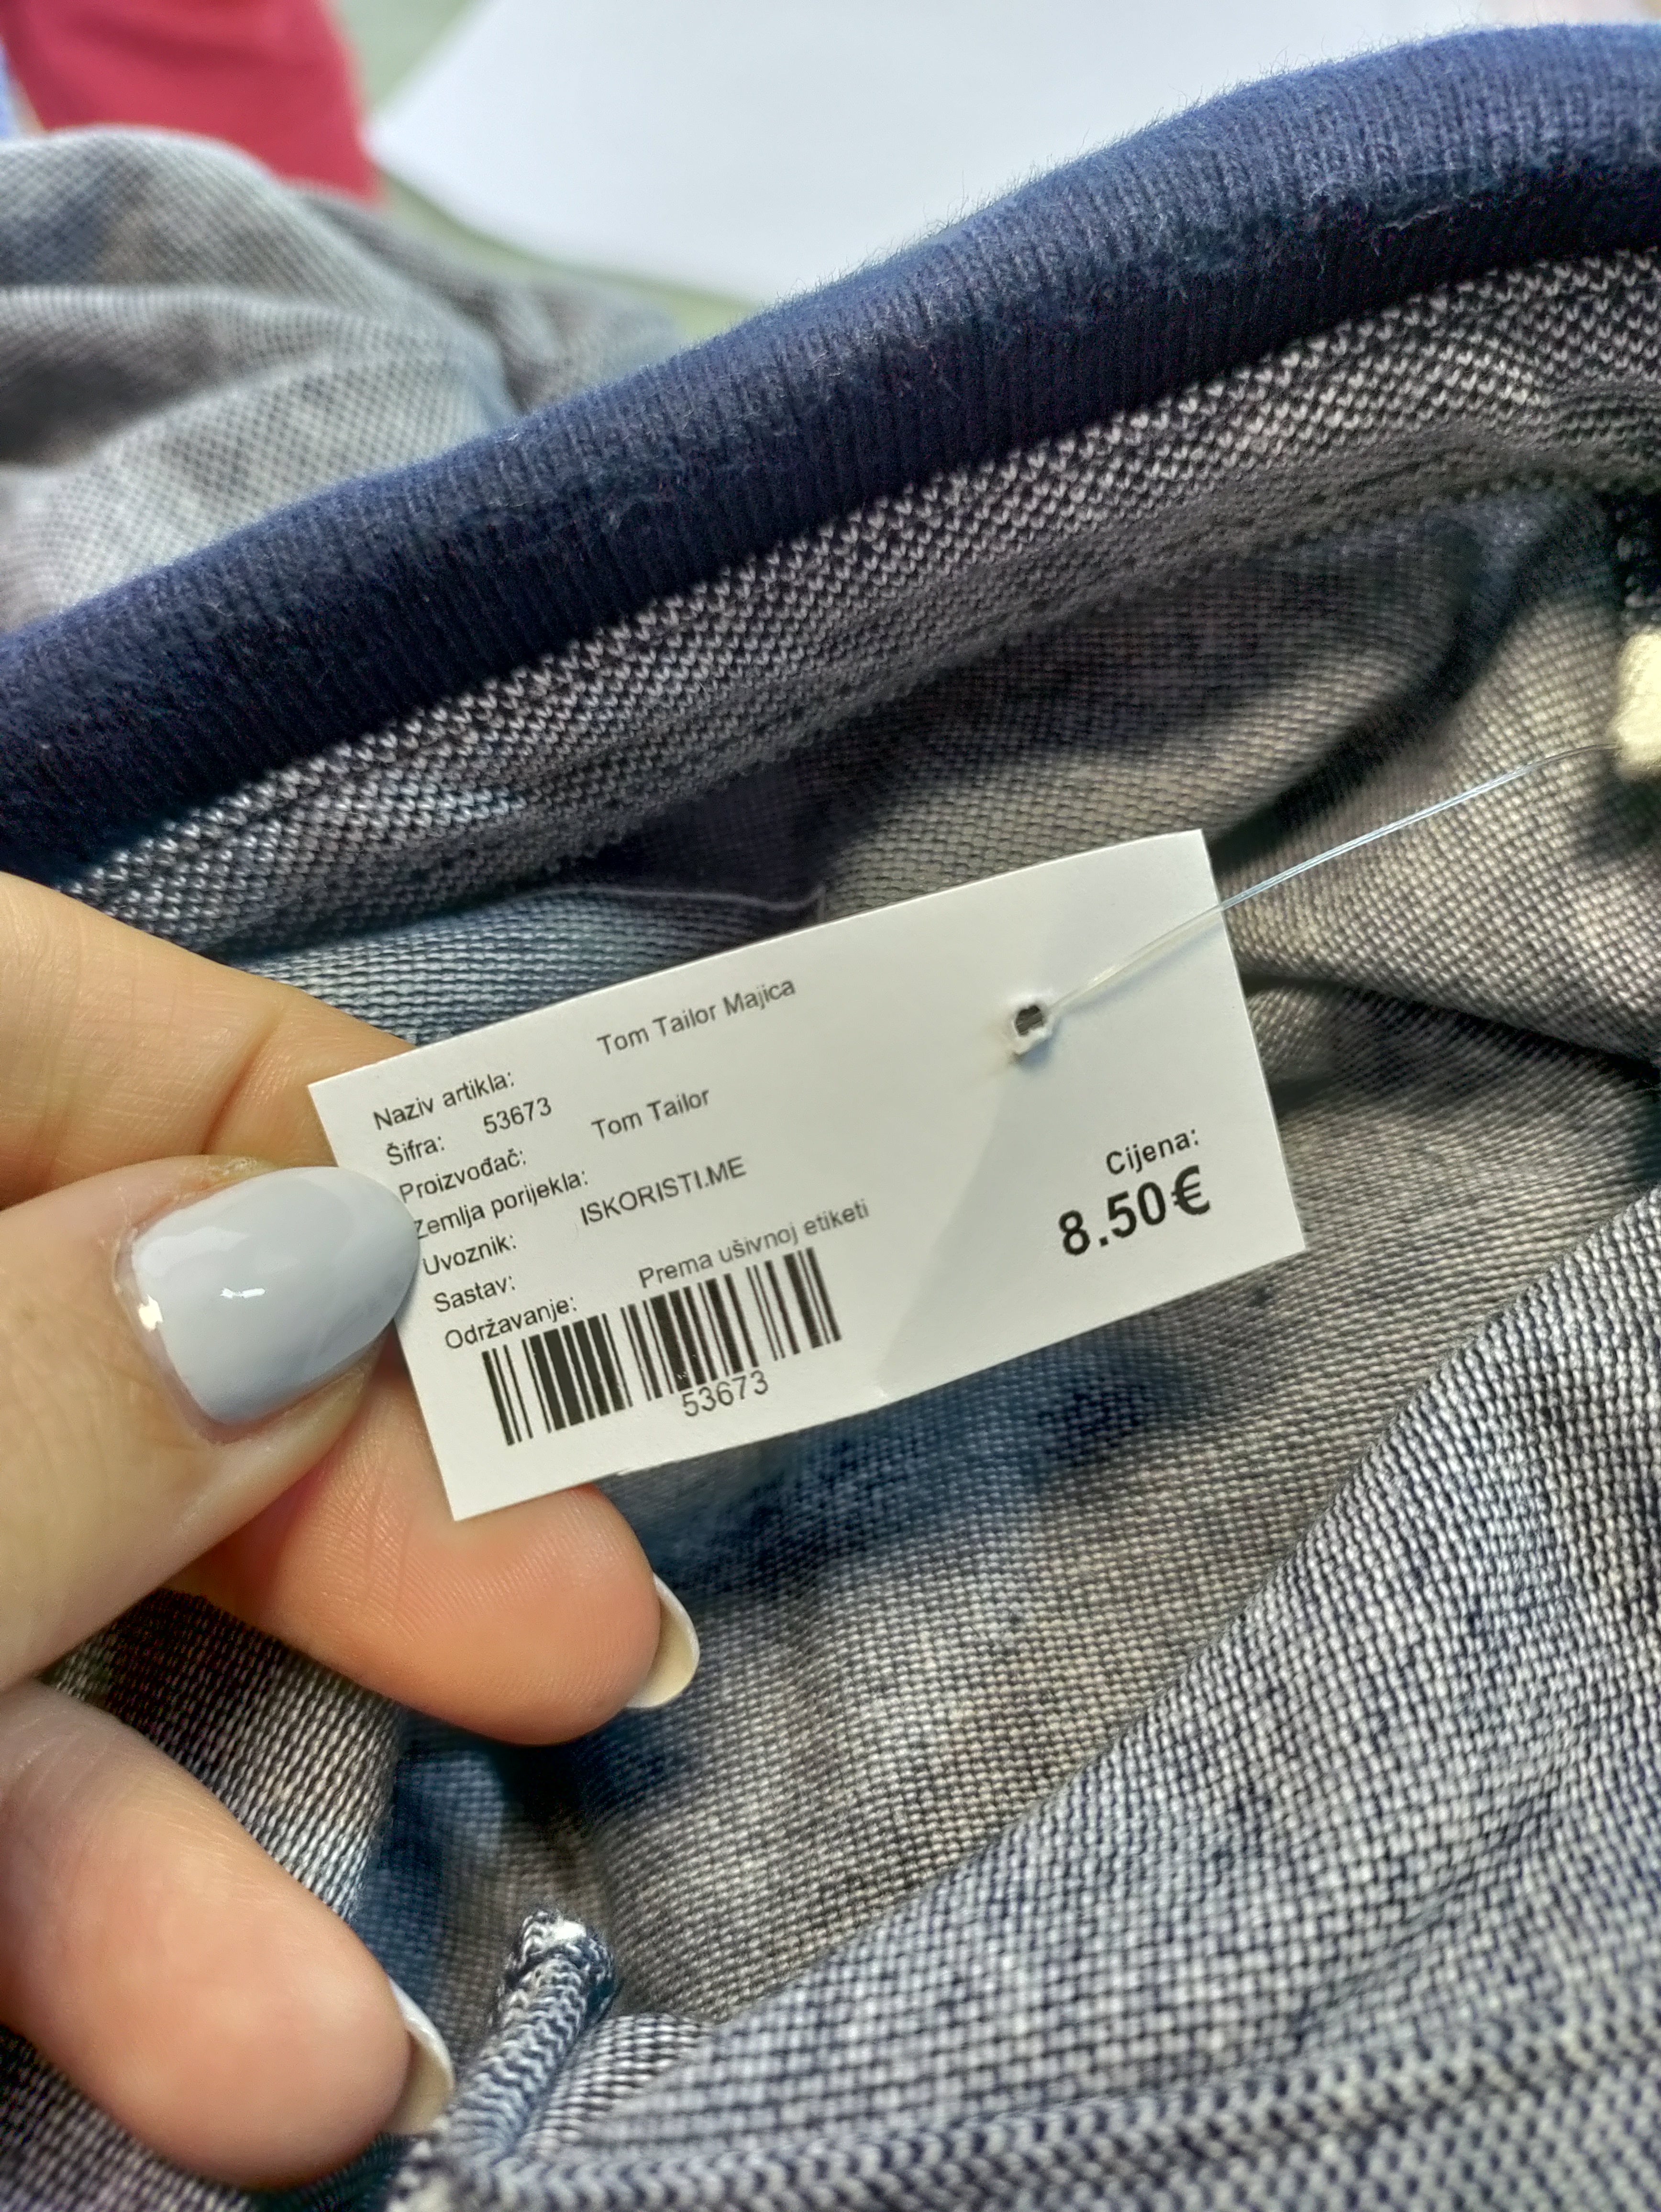 Naziv artikla: Tom Tailor Majica
Šifra: 53673
Proizvođač: Tom Tailor
Zemlja porijekla:
Uvoznik: ISKORISTI.ME
Sastav:
Održavanje: Prema ušivnoj etiketi
53673
Cijena:
8.50€